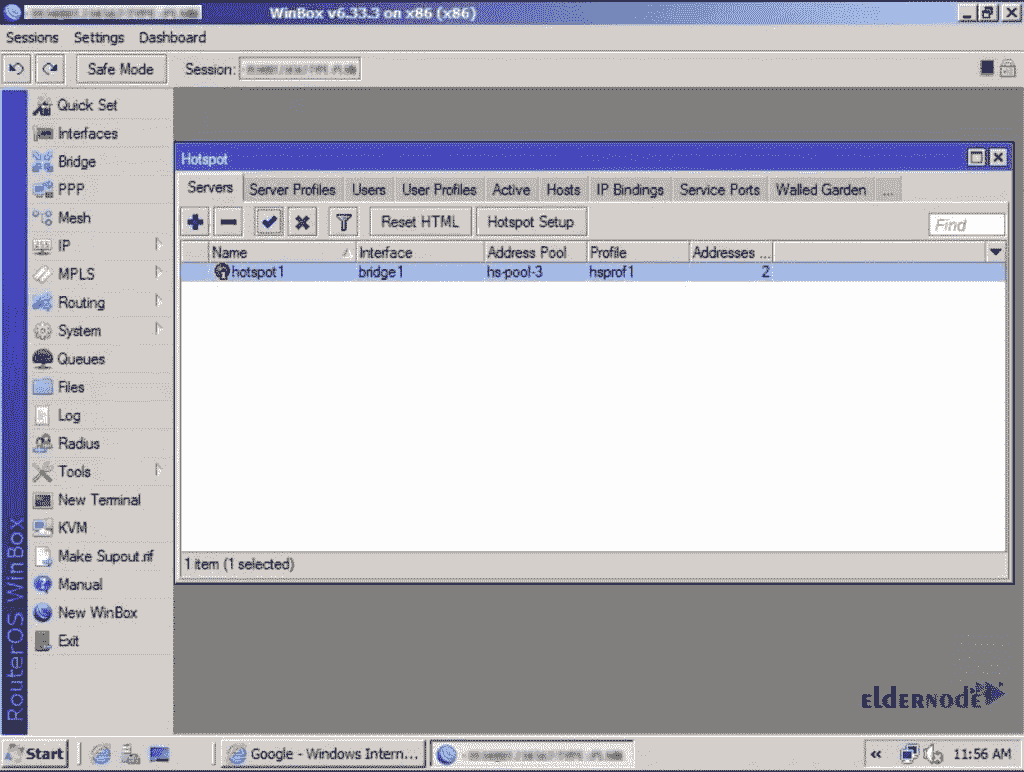 WinBox v6.33.3 on x86 (x86)
Sessions Settings Dashboard
Safe Mode Session:
Quick Set
Interfaces
Bridge
PPP
Mesh
IP
MPLS
Routing
System
Queues
Files
Log
Radius
Tools
New Terminal
KVM
Make Supout.rif
Manual
New WinBox
Exit
RouterOS WinBox
Hotspot
Servers Server Profiles Users User Profiles Active Hosts IP Bindings Service Ports Walled Garden ...
Reset HTML Hotspot Setup Find
Name Interface Address Pool Profile Addresses ...
hotspot1 bridge1 hs-pool-3 hsprof1 2
1 item (1 selected)
ELDERNODE
Start Google - Windows Intern... « 11:56 AM